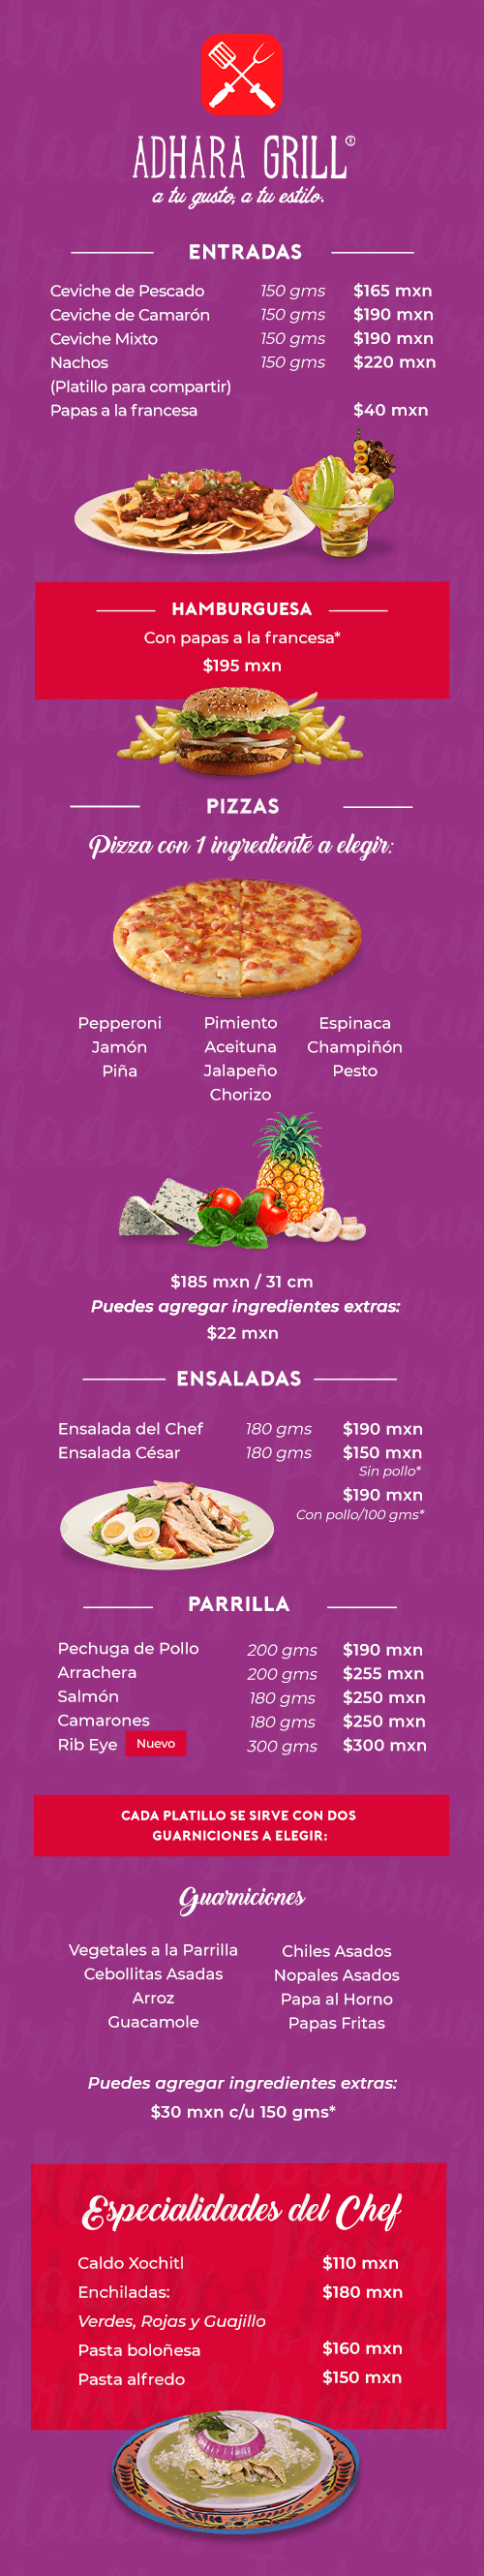 ADHARA GRILL®
a tu gusto, a tu estilo.
ENTRADAS
Ceviche de Pescado 150 gms $165 mxn
Ceviche de Camarón 150 gms $190 mxn
Ceviche Mixto 150 gms $190 mxn
Nachos 150 gms $220 mxn
(Platillo para compartir)
Papas a la francesa $40 mxn
HAMBURGUESA
Con papas a la francesa*
$195 mxn
PIZZAS
Pizza con 1 ingrediente a elegir:
Pepperoni Pimiento Espinaca
Jamón Aceituna Champiñón
Piña Jalapeño Pesto
Chorizo
$185 mxn / 31 cm
Puedes agregar ingredientes extras:
$22 mxn
ENSALADAS
Ensalada del Chef 180 gms $190 mxn
Ensalada César 180 gms $150 mxn
Sin pollo*
$190 mxn
Con pollo/100 gms*
PARRILLA
Pechuga de Pollo 200 gms $190 mxn
Arrachera 200 gms $255 mxn
Salmón 180 gms $250 mxn
Camarones 180 gms $250 mxn
Rib Eye Nuevo 300 gms $300 mxn
CADA PLATILLO SE SIRVE CON DOS
GUARNICIONES A ELEGIR:
Guarniciones
Vegetales a la Parrilla Chiles Asados
Cebollitas Asadas Nopales Asados
Arroz Papa al Horno
Guacamole Papas Fritas
Puedes agregar ingredientes extras:
$30 mxn c/u 150 gms*
Especialidades del Chef
Caldo Xochitl $110 mxn
Enchiladas: $180 mxn
Verdes, Rojas y Guajillo
Pasta boloñesa $160 mxn
Pasta alfredo $150 mxn